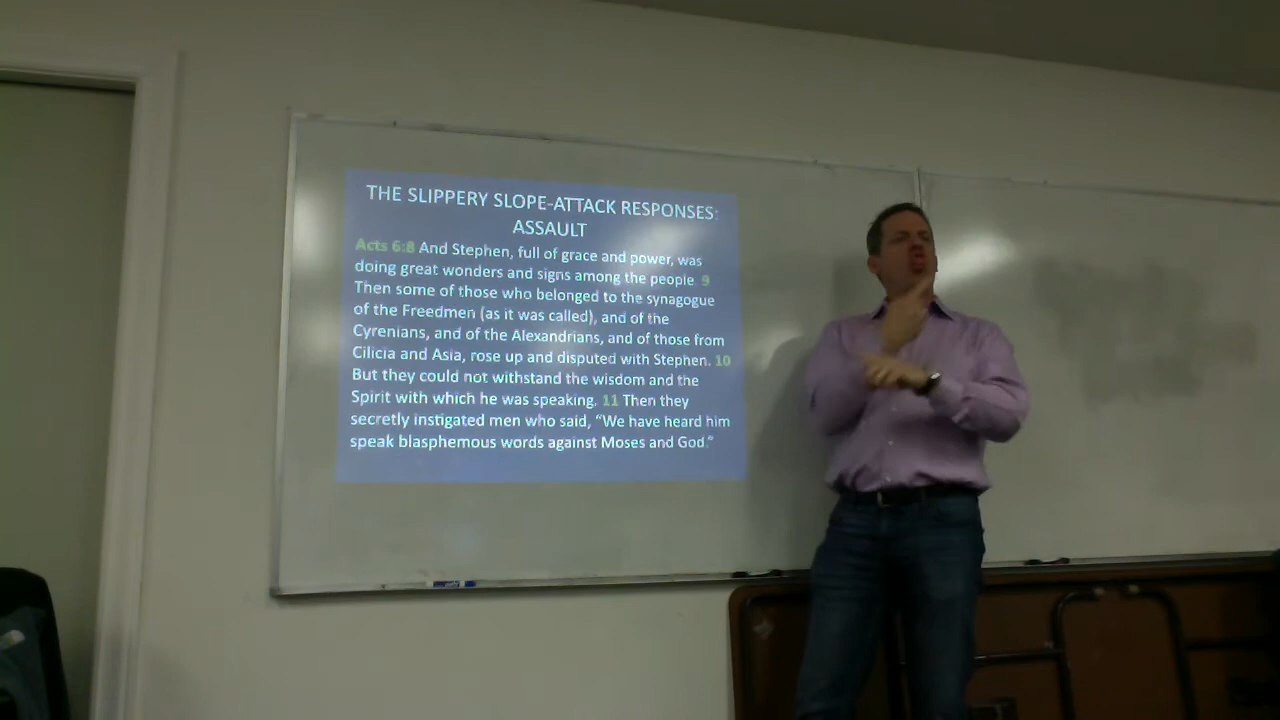 THE SLIPPERY SLOPE-ATTACK RESPONSES:
ASSAULT
Acts 6:8 And Stephen, full of grace and power, was
doing great wonders and signs among the people. 9
Then some of those who belonged to the synagogue
of the Freedmen (as it was called), and of the
Cyrenians, and of the Alexandrians, and of those from
Cilicia and Asia, rose up and disputed with Stephen. 10
But they could not withstand the wisdom and the
Spirit with which he was speaking. 11 Then they
secretly instigated men who said, “We have heard him
speak blasphemous words against Moses and God.”